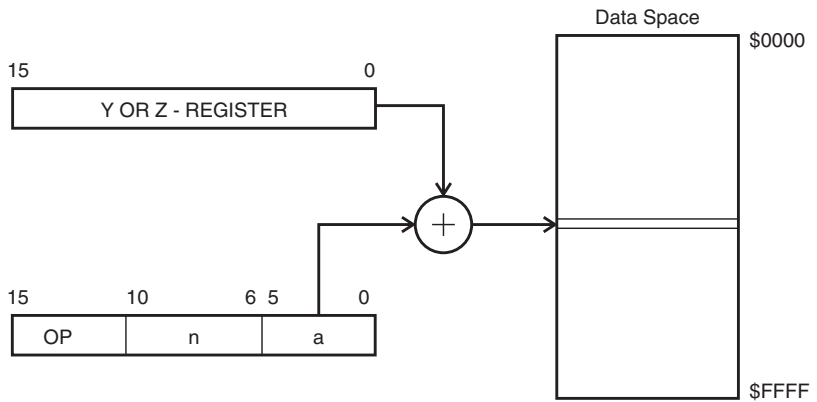 Data Space
$0000
15 0
Y OR Z - REGISTER
+
15 10 6 5 0
OP n a
$FFFF